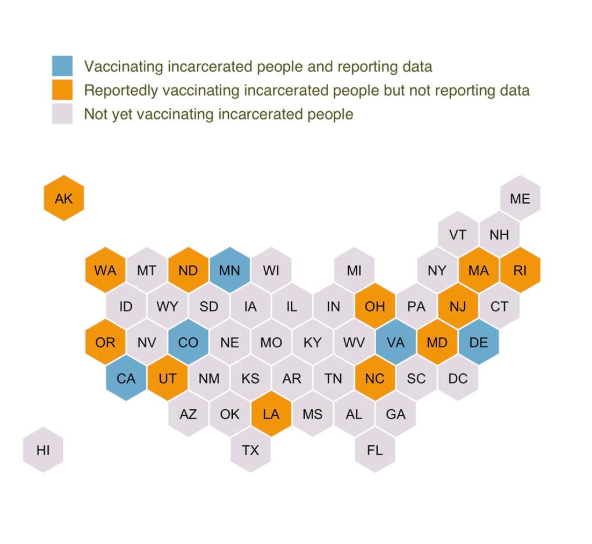 Vaccinating incarcerated people and reporting data
Reportedly vaccinating incarcerated people but not reporting data
Not yet vaccinating incarcerated people
AK ME
VT NH
WA MT ND MN WI MI NY MA RI
ID WY SD IA IL IN OH PA NJ CT
OR NV CO NE MO KY WV VA MD DE
CA UT NM KS AR TN NC SC DC
AZ OK LA MS AL GA
HI TX FL